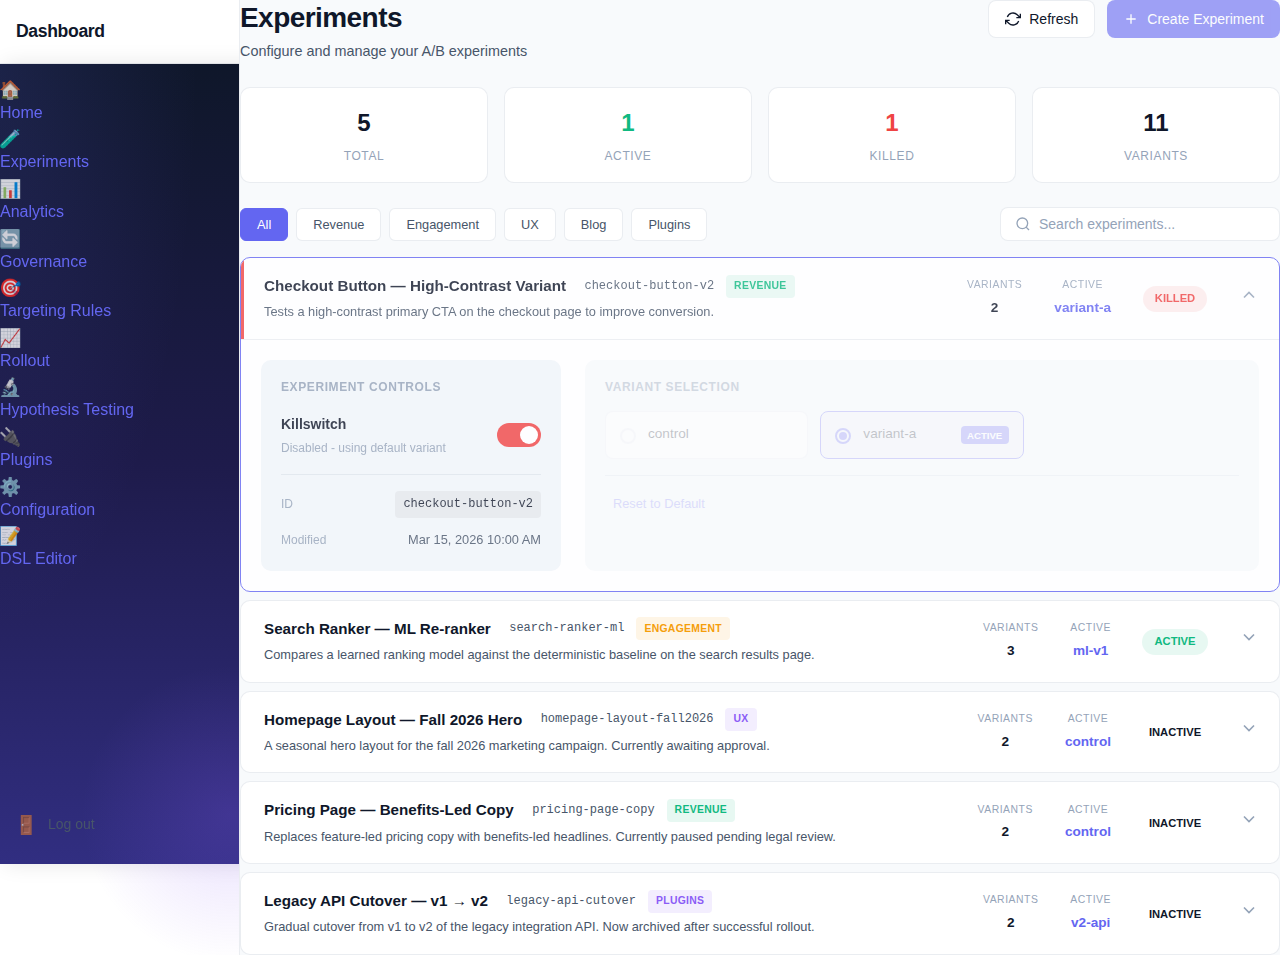 Dashboard
Home
Experiments
Analytics
Governance
Targeting Rules
Rollout
Hypothesis Testing
Plugins
Configuration
DSL Editor
Log out
Experiments
Configure and manage your A/B experiments
Refresh
Create Experiment
5
TOTAL
1
ACTIVE
1
KILLED
11
VARIANTS
All
Revenue
Engagement
UX
Blog
Plugins
Search experiments...
Checkout Button — High-Contrast Variant checkout-button-v2 REVENUE
Tests a high-contrast primary CTA on the checkout page to improve conversion.
VARIANTS
2
ACTIVE
variant-a
KILLED
EXPERIMENT CONTROLS
Killswitch
Disabled - using default variant
ID checkout-button-v2
Modified Mar 15, 2026 10:00 AM
VARIANT SELECTION
control
variant-a ACTIVE
Reset to Default
Search Ranker — ML Re-ranker search-ranker-ml ENGAGEMENT
Compares a learned ranking model against the deterministic baseline on the search results page.
VARIANTS
3
ACTIVE
ml-v1
ACTIVE
Homepage Layout — Fall 2026 Hero homepage-layout-fall2026 UX
A seasonal hero layout for the fall 2026 marketing campaign. Currently awaiting approval.
VARIANTS
2
ACTIVE
control
INACTIVE
Pricing Page — Benefits-Led Copy pricing-page-copy REVENUE
Replaces feature-led pricing copy with benefits-led headlines. Currently paused pending legal review.
VARIANTS
2
ACTIVE
control
INACTIVE
Legacy API Cutover — v1 → v2 legacy-api-cutover PLUGINS
Gradual cutover from v1 to v2 of the legacy integration API. Now archived after successful rollout.
VARIANTS
2
ACTIVE
v2-api
INACTIVE